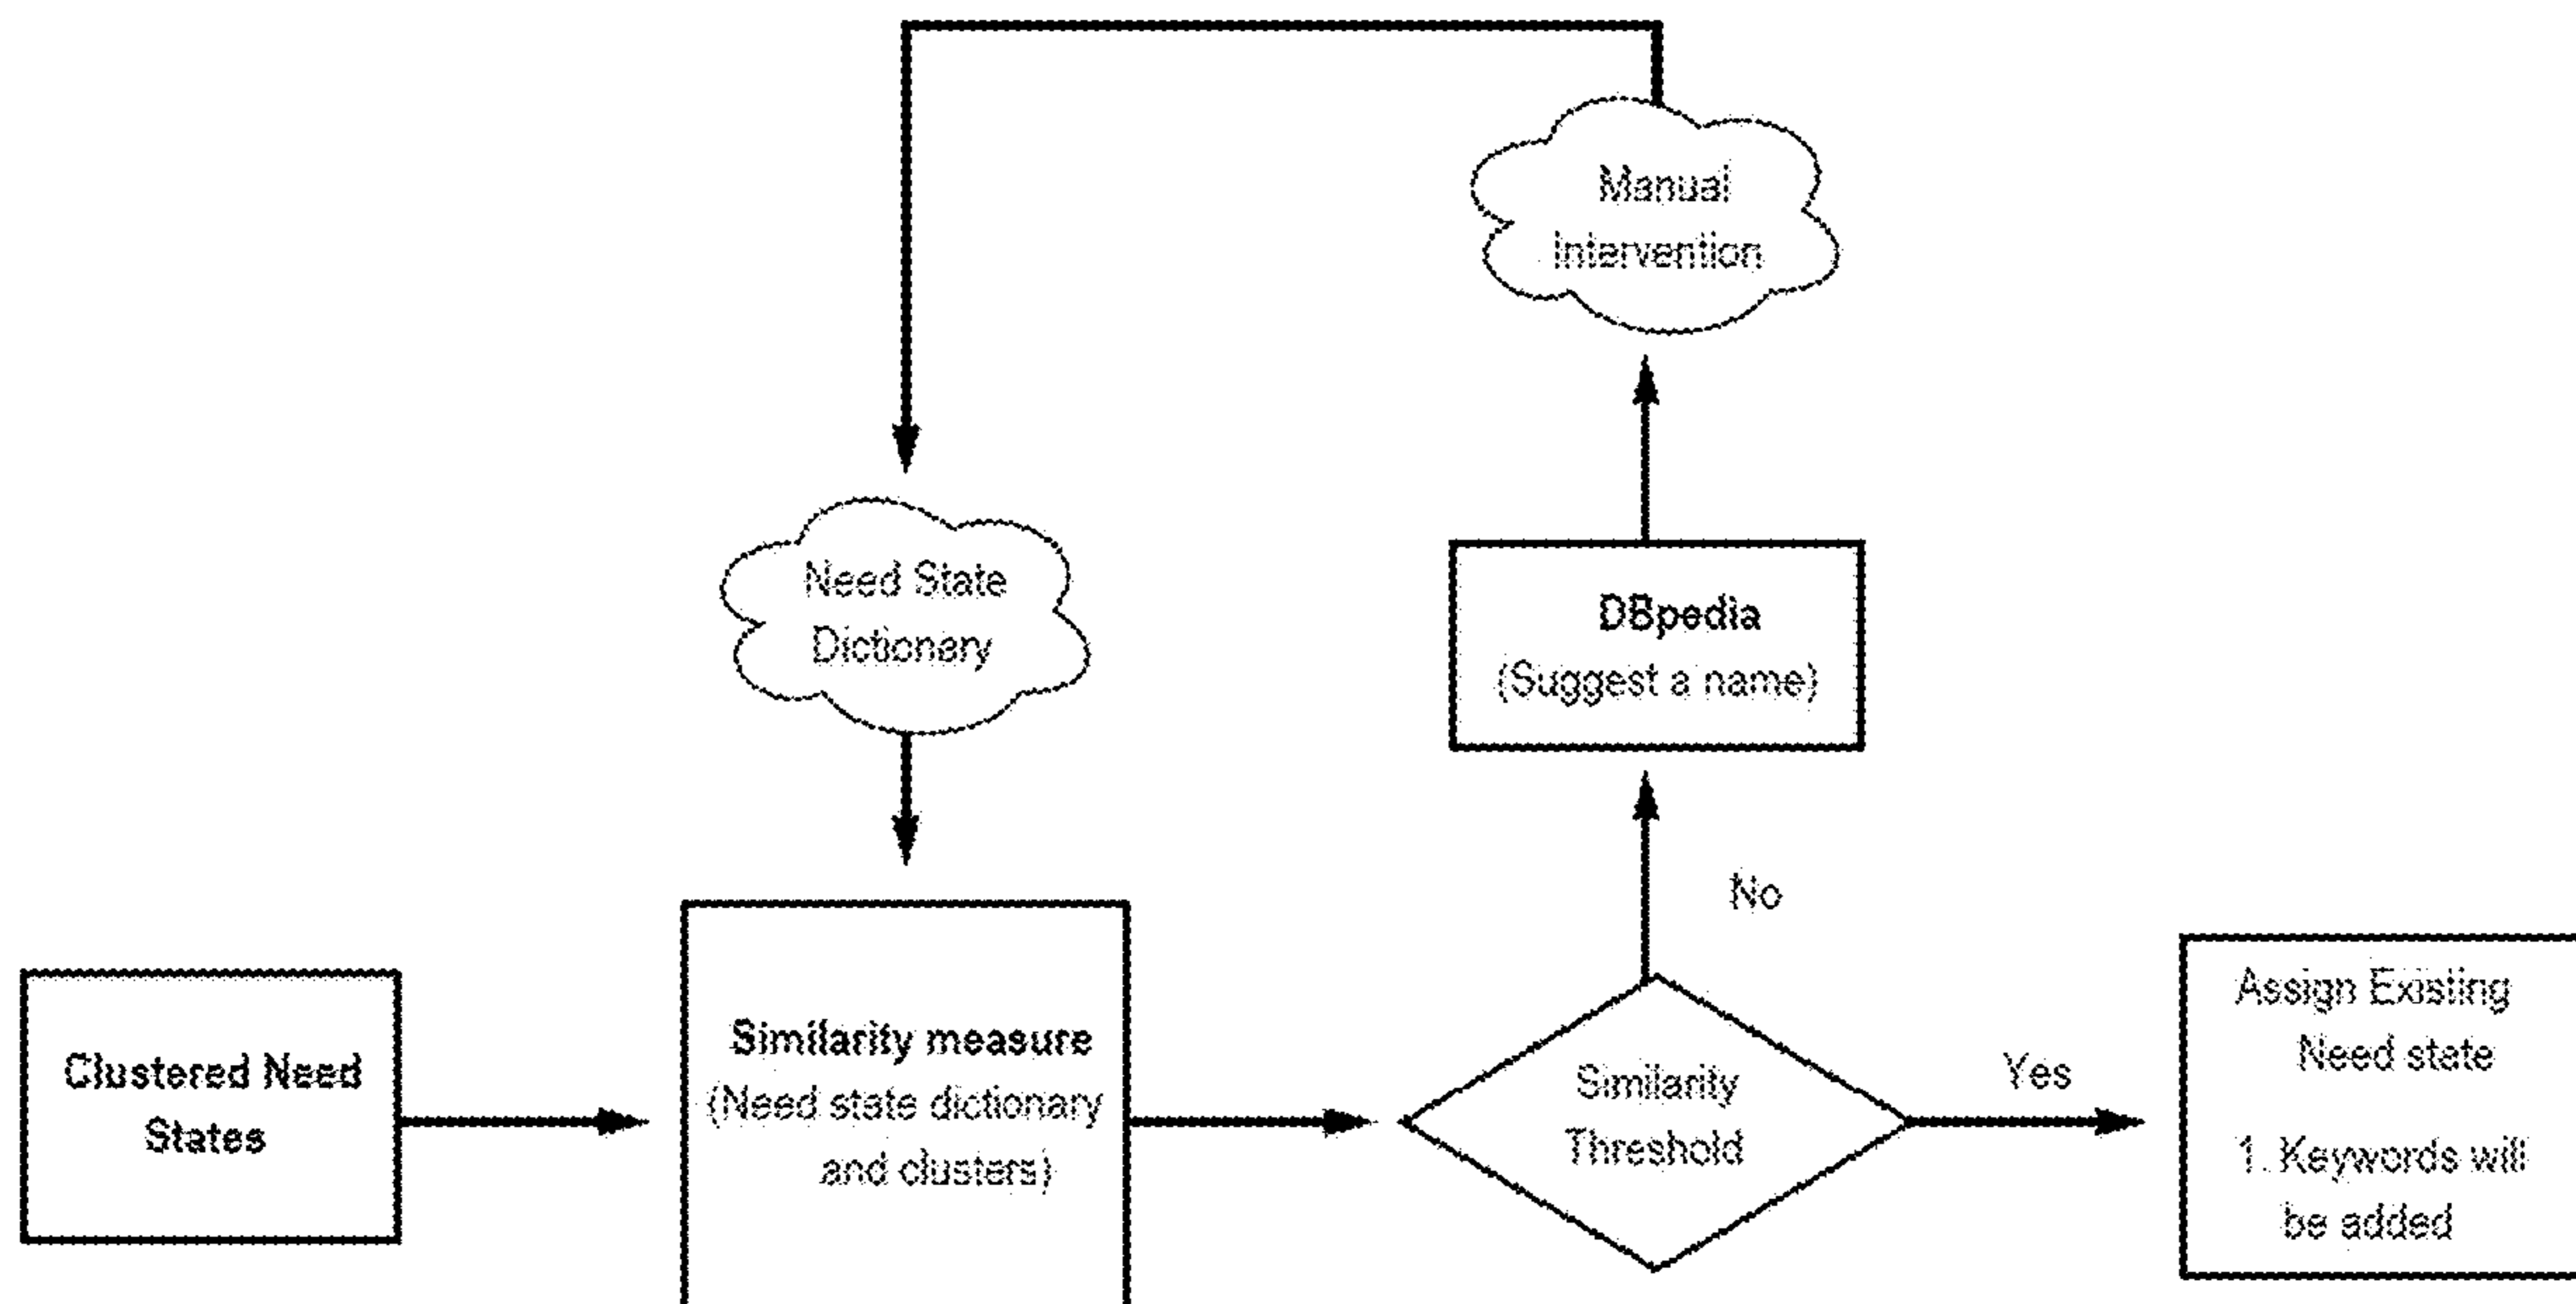 Manual
Intervention
Need State
Dictionary
DBpedia
(Suggest a name)
No
Clustered Need
States
Similarity measure
(Need state dictionary
and clusters)
Similarity
Threshold
Yes
Assign Existing
Need state
1. Keywords will
be added